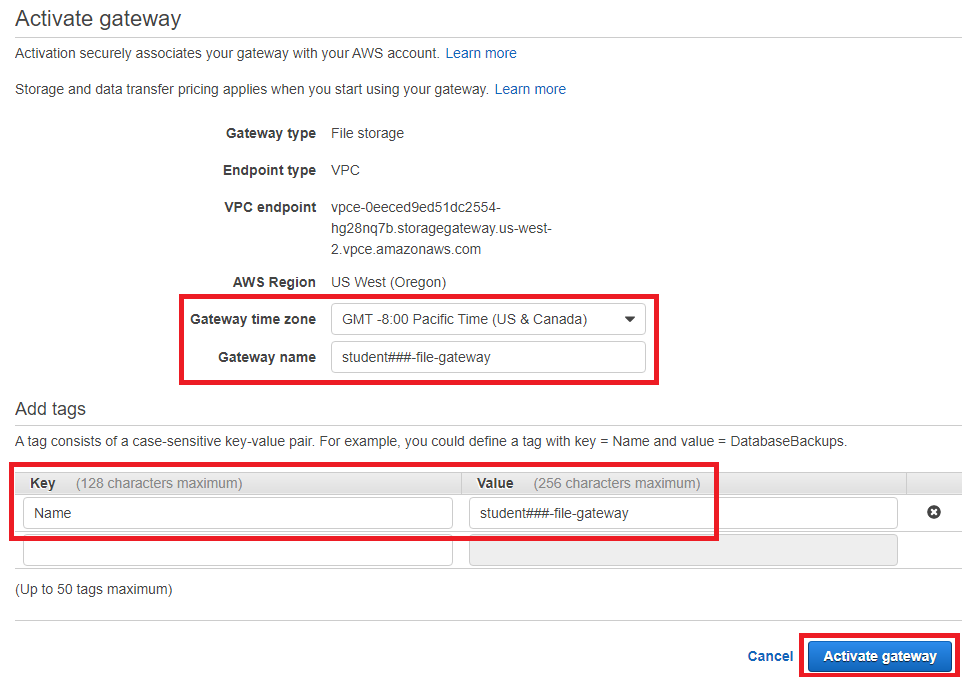 Activate gateway
Activation securely associates your gateway with your AWS account. Learn more
Storage and data transfer pricing applies when you start using your gateway. Learn more
Gateway type File storage
Endpoint type VPC
VPC endpoint vpce-0eeced9ed51dc2554-
hg28nq7b.storagegateway.us-west-
2.vpce.amazonaws.com
AWS Region US West (Oregon)
Gateway time zone GMT -8:00 Pacific Time (US & Canada)
Gateway name student###-file-gateway
Add tags
A tag consists of a case-sensitive key-value pair. For example, you could define a tag with key = Name and value = DatabaseBackups.
Key (128 characters maximum) Value (256 characters maximum)
Name student###-file-gateway
(Up to 50 tags maximum)
Cancel Activate gateway